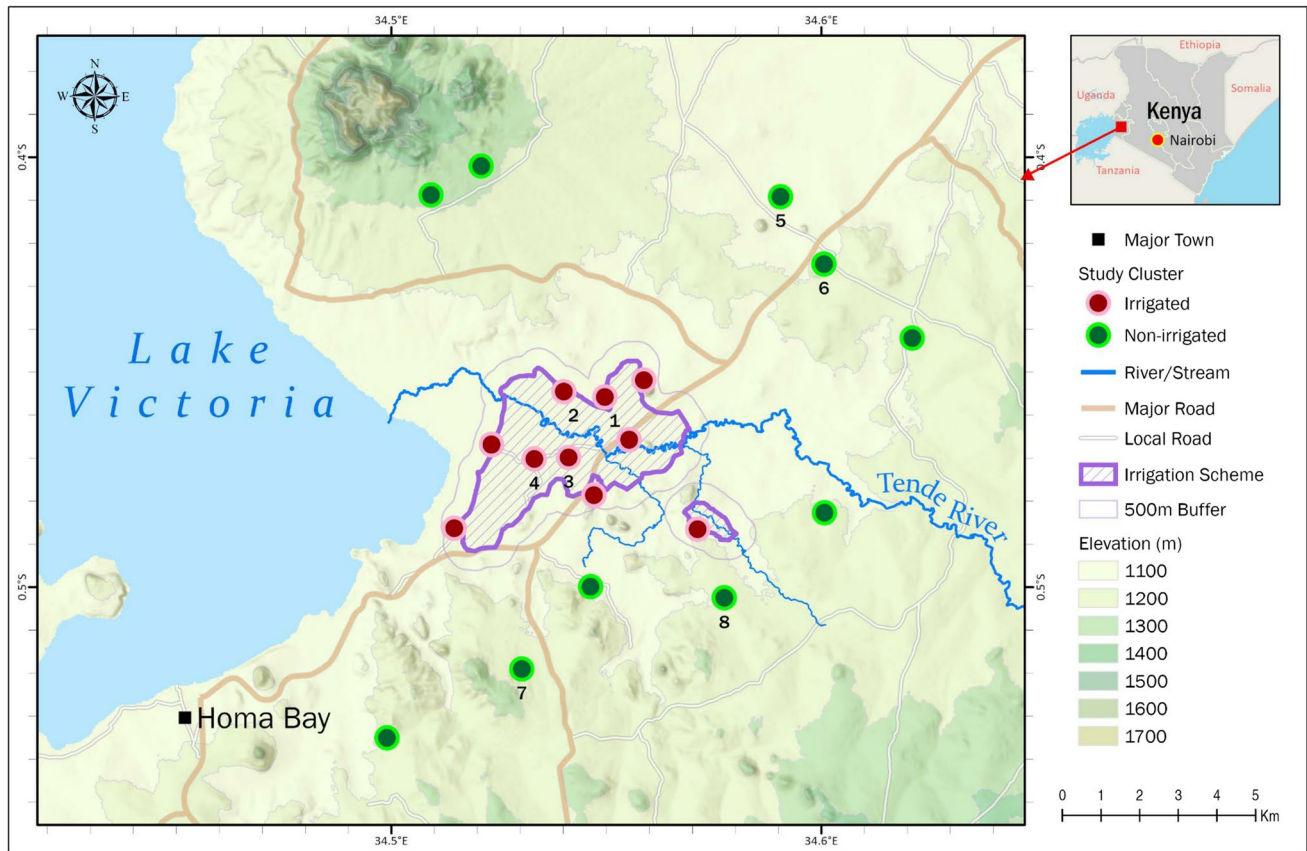 34.5°E
34.6°E
N
W
E
S
0.4°S
0.4°S
Lake
Victoria
5
6
1
2
3
4
Tende River
0.5°S
0.5°S
8
7
Homa Bay
34.5°E
34.6°E
Ethiopia
Uganda
Somalia
Kenya
Nairobi
Tanzania
Major Town
Study Cluster
Irrigated
Non-irrigated
River/Stream
Major Road
Local Road
Irrigation Scheme
500m Buffer
Elevation (m)
1100
1200
1300
1400
1500
1600
1700
0 1 2 3 4 5
Km